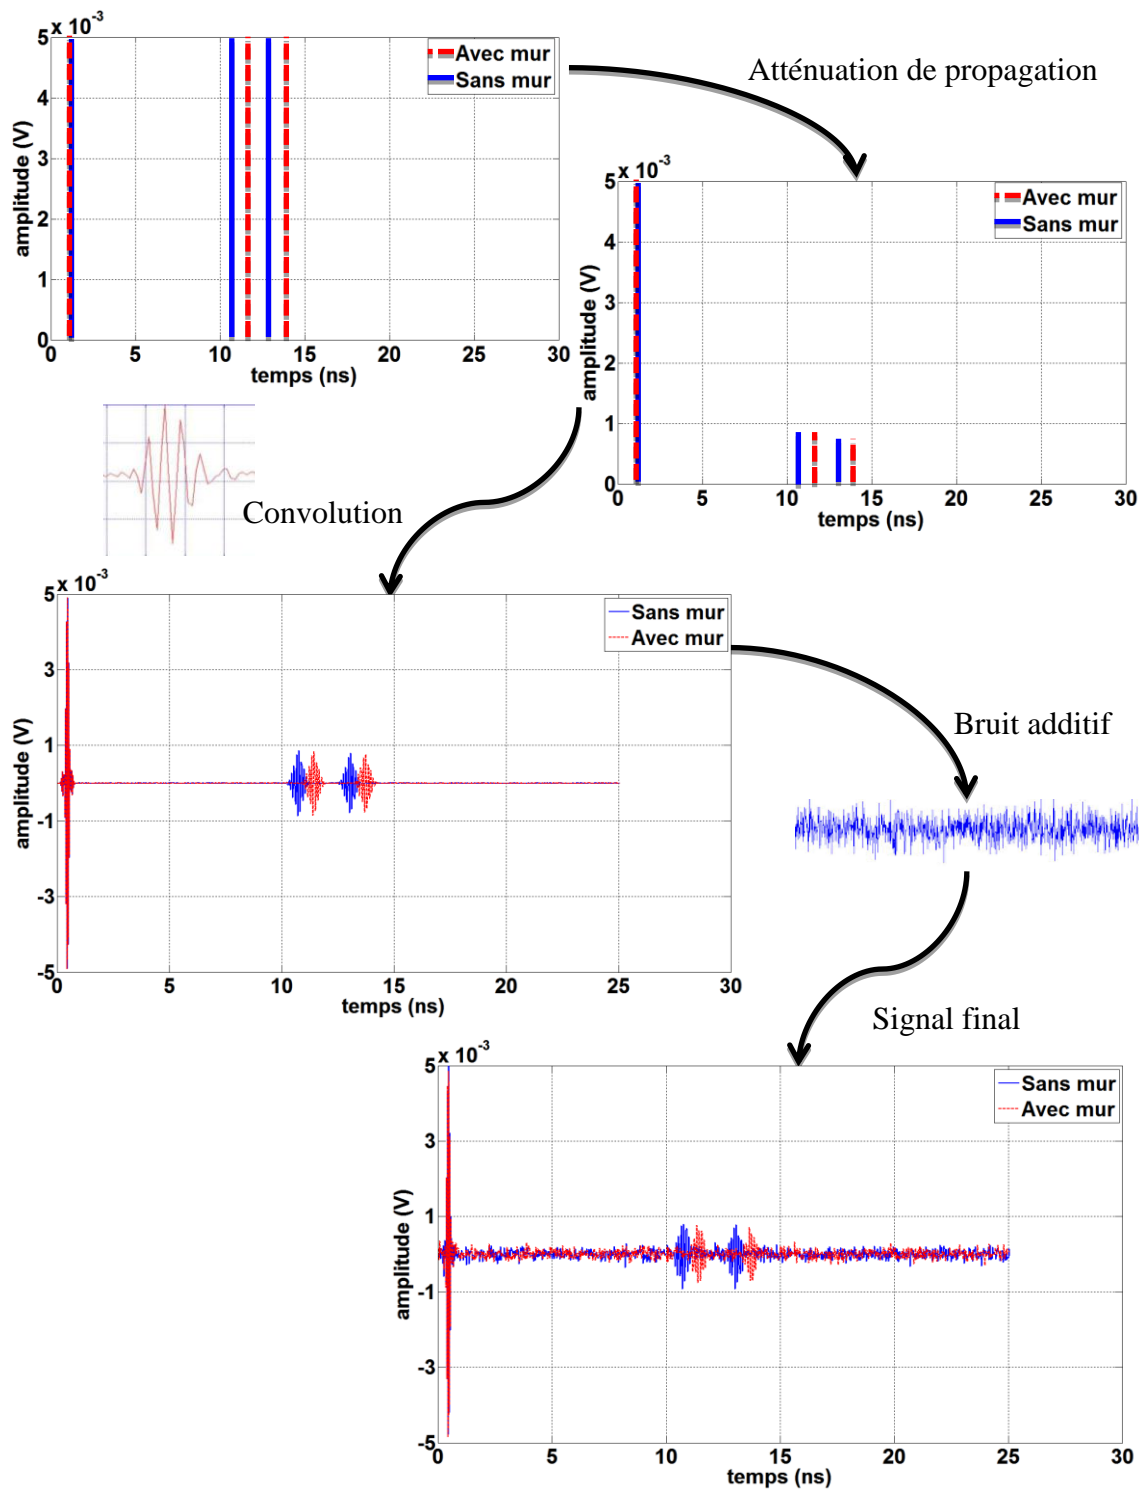 x 10-3
5
4
3
2
1
0
0 5 10 15 20 25 30
amplitude (V)
temps (ns)
Avec mur
Sans mur
Atténuation de propagation
x 10-3
5
4
3
2
1
0
0 5 10 15 20 25 30
amplitude (V)
temps (ns)
Avec mur
Sans mur
Convolution
x 10-3
5
3
1
-1
-3
-5
0 5 10 15 20 25 30
amplitude (V)
temps (ns)
Sans mur
Avec mur
Bruit additif
Signal final
x 10-3
5
3
1
-1
-3
-5
0 5 10 15 20 25 30
amplitude (V)
temps (ns)
Sans mur
Avec mur